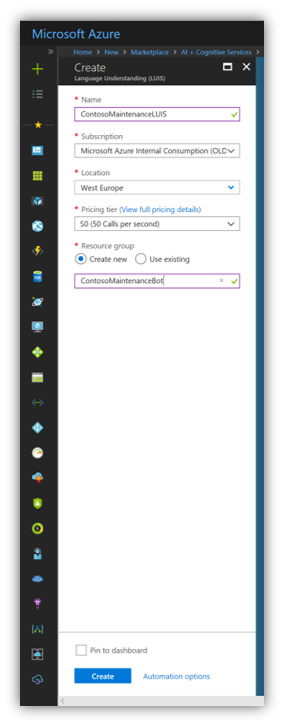 Microsoft Azure
Home > New > Marketplace > AI + Cognitive Services >
Create
Language Understanding (LUIS)
* Name
ContosoMaintenanceLUIS
* Subscription
Microsoft Azure Internal Consumption (OLD
* Location
West Europe
* Pricing tier (View full pricing details)
S0 (50 Calls per second)
* Resource group
Create new Use existing
ContosoMaintenanceBot
Pin to dashboard
Create Automation options